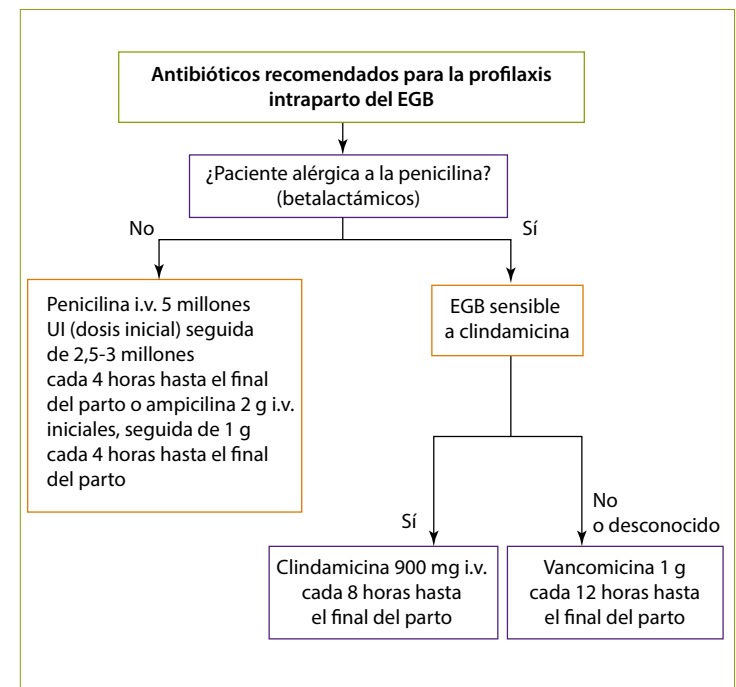 Antibióticos recomendados para la profilaxis
intraparto del EGB
¿Paciente alérgica a la penicilina?
(betalactámicos)
No
Sí
Penicilina i.v. 5 millones
UI (dosis inicial) seguida
de 2,5-3 millones
cada 4 horas hasta el final
del parto o ampicilina 2 g i.v.
iniciales, seguida de 1 g
cada 4 horas hasta el final
del parto
EGB sensible
a clindamicina
Sí
No
o desconocido
Clindamicina 900 mg i.v.
cada 8 horas hasta
el final del parto
Vancomicina 1 g
cada 12 horas hasta
el final del parto